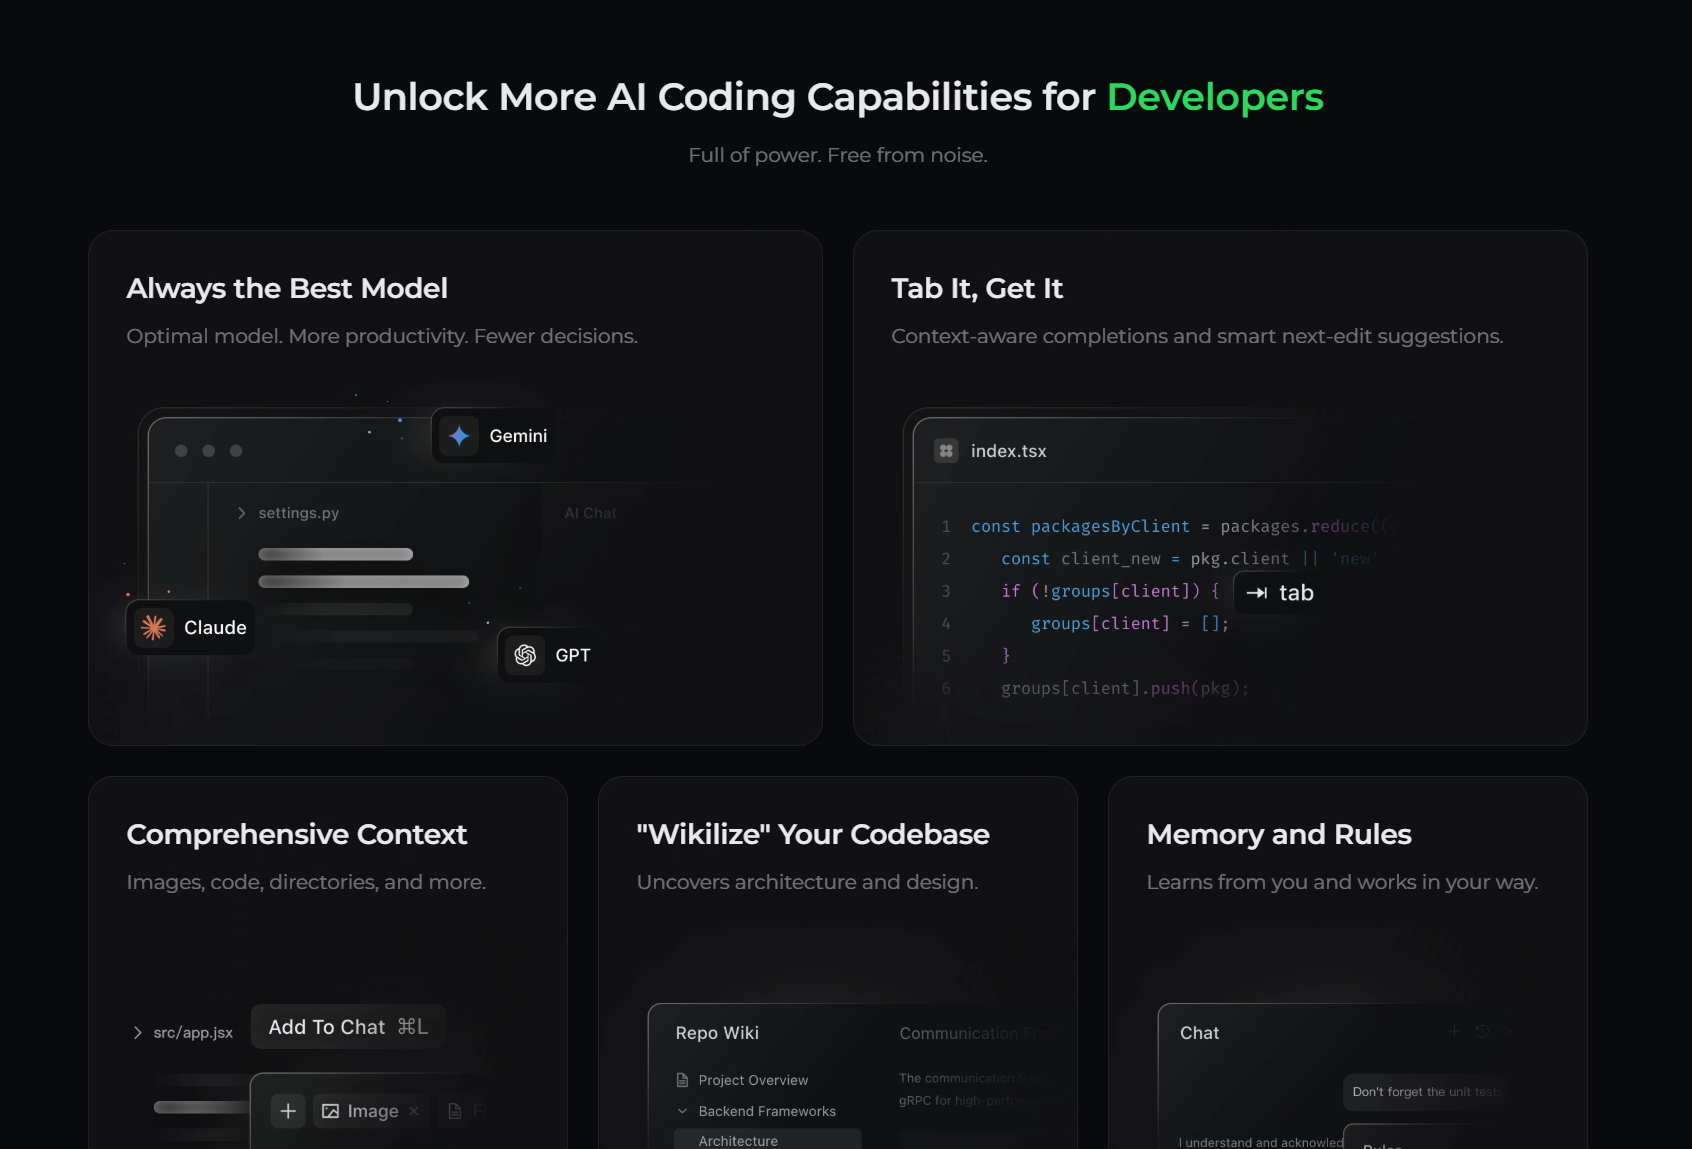 Unlock More AI Coding Capabilities for Developers
Full of power. Free from noise.
Always the Best Model
Optimal model. More productivity. Fewer decisions.
Gemini
settings.py
AI Chat
Claude
GPT
Tab It, Get It
Context-aware completions and smart next-edit suggestions.
index.tsx
1 const packagesByClient = packages.reduce((
2 const client_new = pkg.client || 'new'
3 if (!groups[client]) {
tab
4 groups[client] = [];
5 }
6 groups[client].push(pkg);
Comprehensive Context
Images, code, directories, and more.
src/app.jsx
Add To Chat ⌘L
+ Image ×
"Wikilize" Your Codebase
Uncovers architecture and design.
Repo Wiki
Project Overview
Backend Frameworks
Architecture
Communication
The communication
gRPC for high-performance
Memory and Rules
Learns from you and works in your way.
Chat
Don't forget the unit tests.
I understand and acknowled
Rules